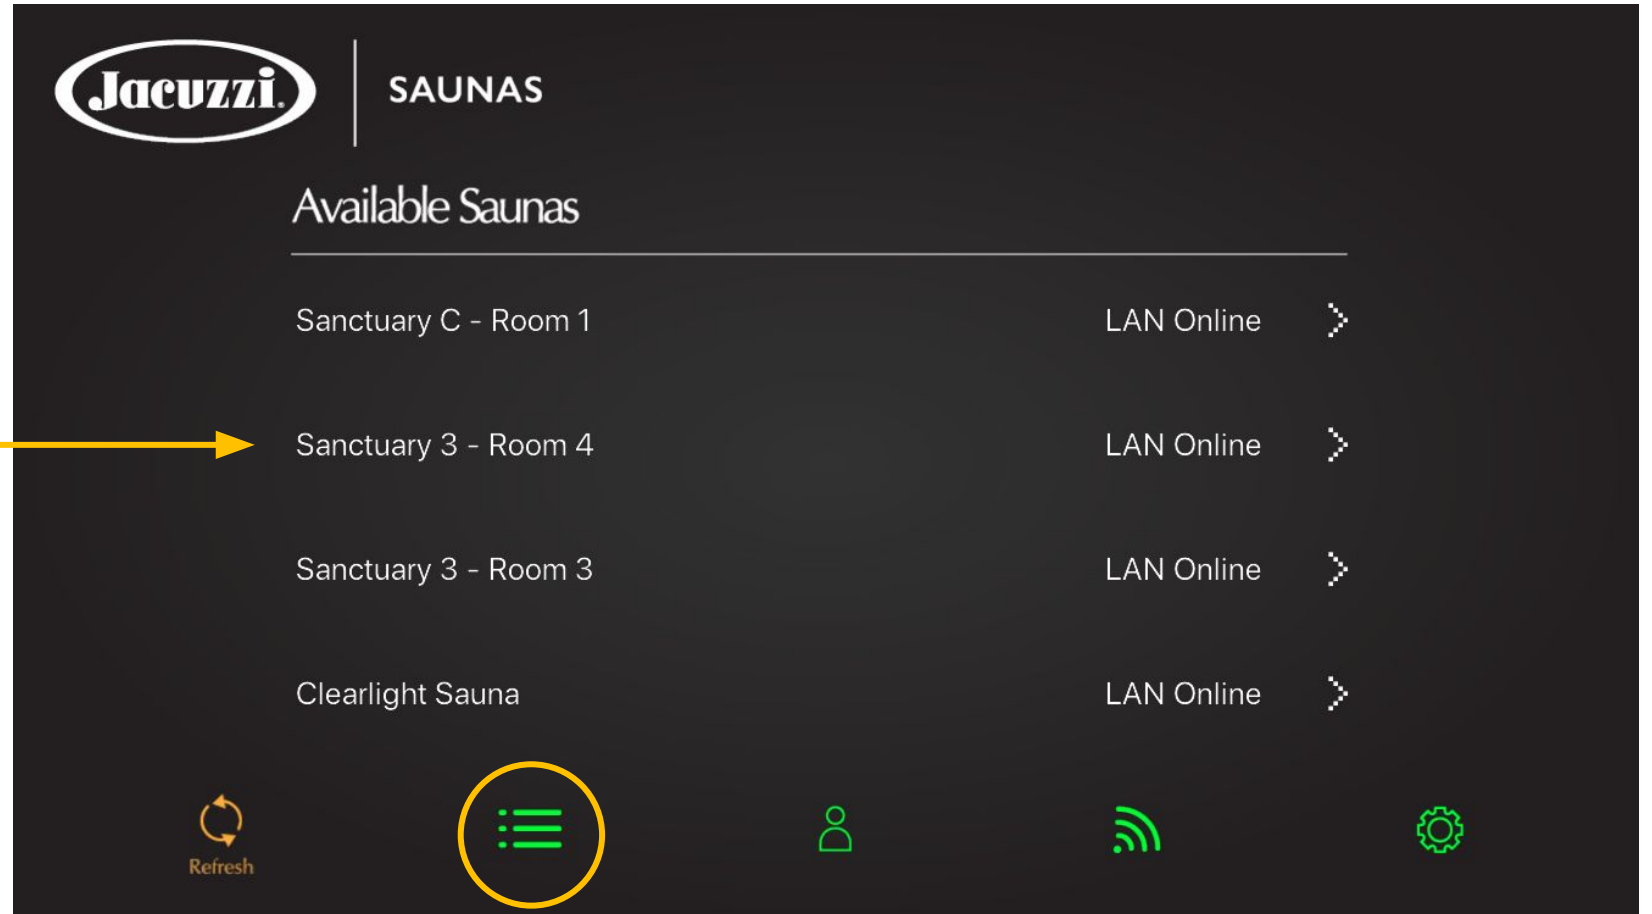 Jacuzzi.
SAUNAS
Available Saunas
Sanctuary C - Room 1 LAN Online
Sanctuary 3 - Room 4 LAN Online
Sanctuary 3 - Room 3 LAN Online
Clearlight Sauna LAN Online
Refresh